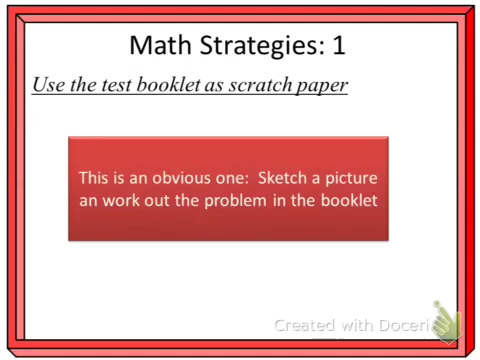 Math Strategies: 1
Use the test booklet as scratch paper
This is an obvious one: Sketch a picture
an work out the problem in the booklet
Created with Doceri